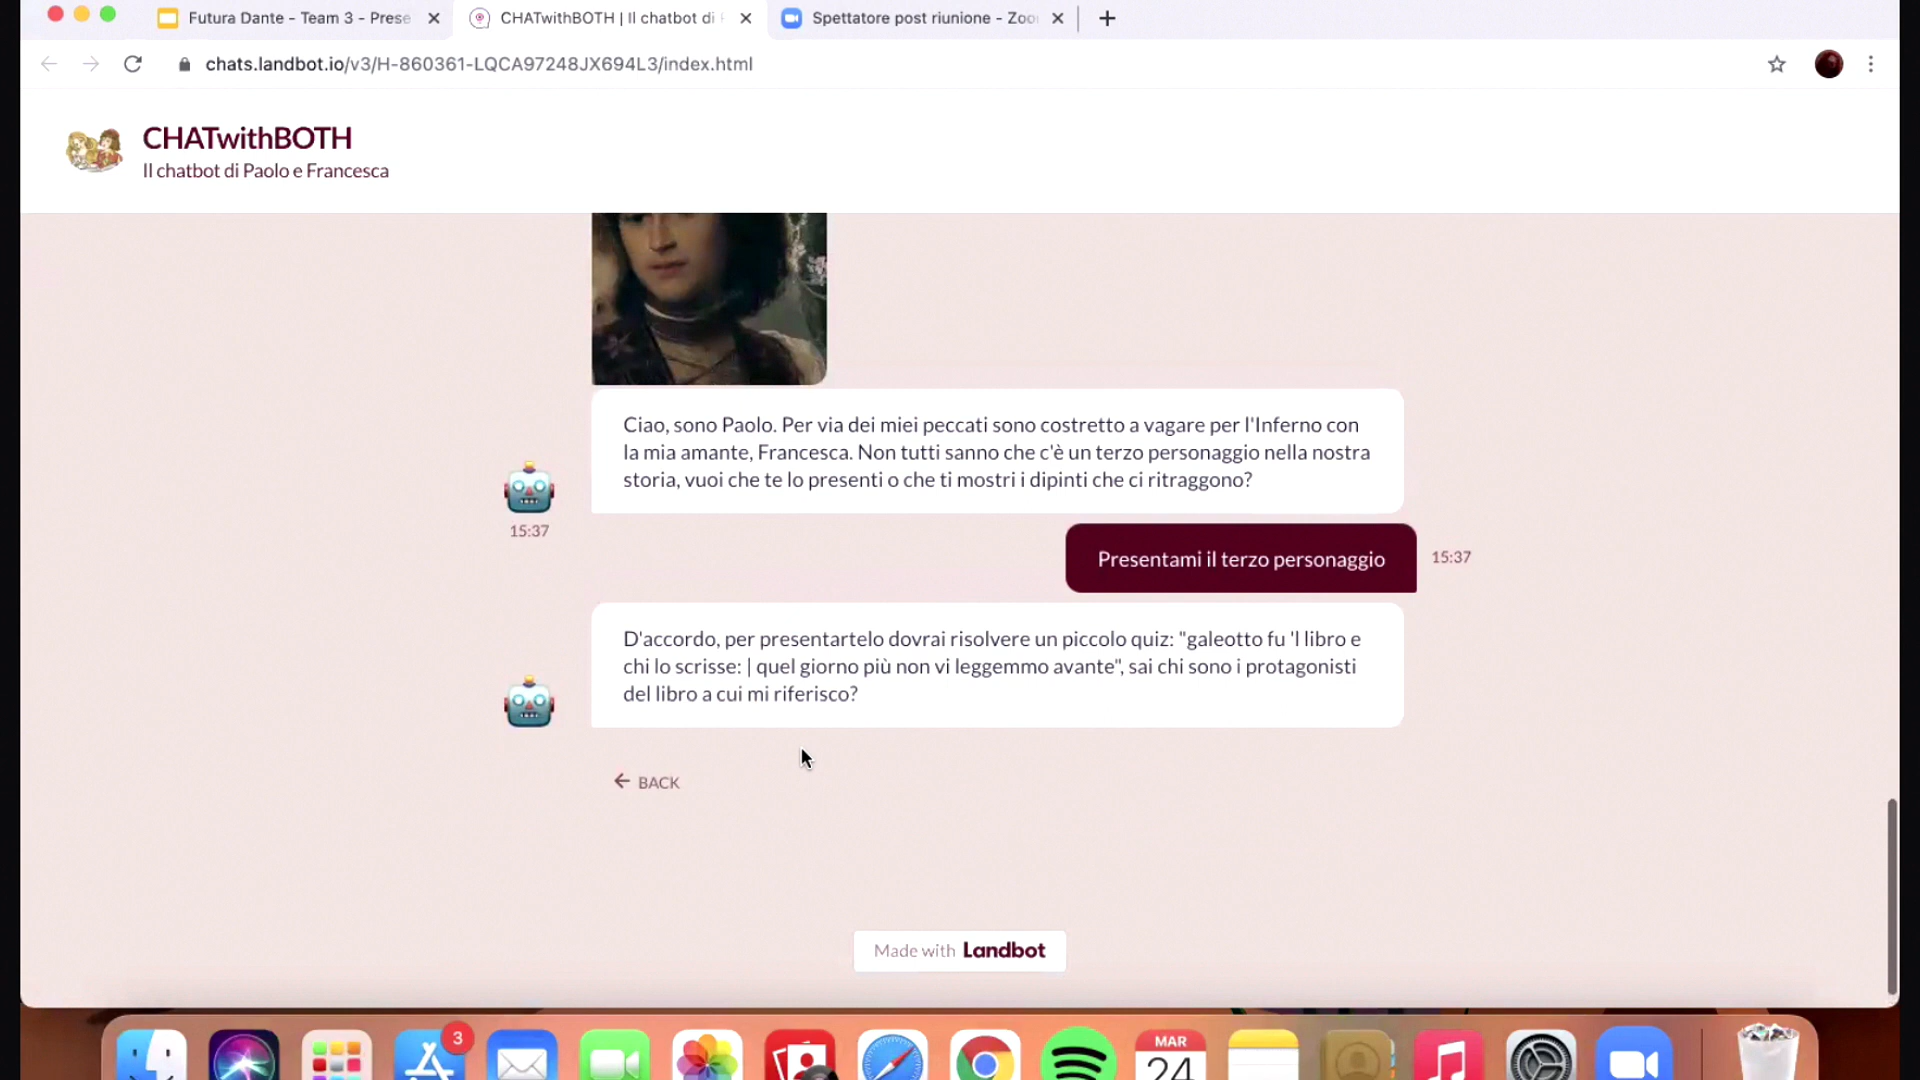 Futura Dante - Team 3 - Prese
CHATwithBOTH | Il chatbot di
Spettatore post riunione - Zoo
chats.landbot.io/v3/H-860361-LQCA97248JX694L3/index.html
CHATwithBOTH
Il chatbot di Paolo e Francesca
Ciao, sono Paolo. Per via dei miei peccati sono costretto a vagare per l'Inferno con
la mia amante, Francesca. Non tutti sanno che c'è un terzo personaggio nella nostra
storia, vuoi che te lo presenti o che ti mostri i dipinti che ci ritraggono?
15:37
Presentami il terzo personaggio
15:37
D'accordo, per presentartelo dovrai risolvere un piccolo quiz: "galeotto fu 'l libro e
chi lo scrisse: | quel giorno più non vi leggemmo avante", sai chi sono i protagonisti
del libro a cui mi riferisco?
BACK
Made with Landbot
3
MAR
24